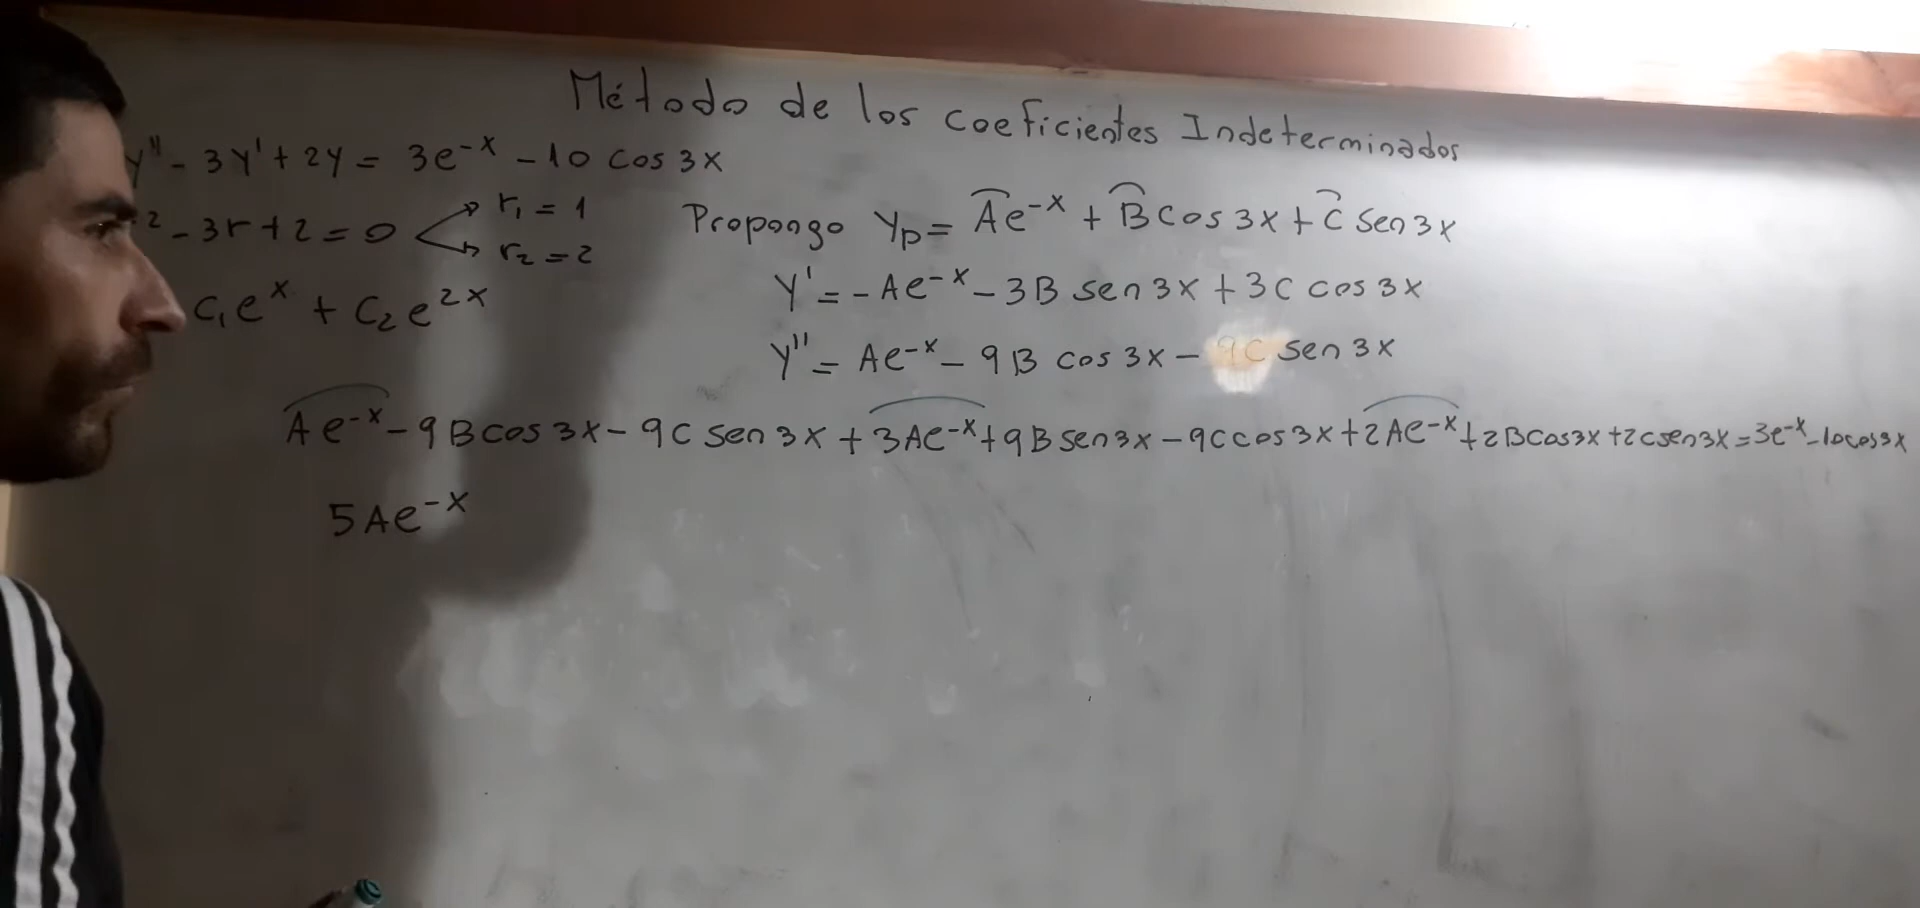 Método de los coeficientes Indeterminados
y'' - 3y' + 2y = 3e^-x - 10 cos 3x
² - 3r + 2 = 0 r₁ = 1
r₂ = 2
c₁e^x + c₂e^2x
Propongo Yp = Ae^-x + B cos 3x + C sen 3x
Y' = - Ae^-x - 3B sen 3x + 3C cos 3x
Y'' = Ae^-x - 9B cos 3x - 9C sen 3x
Ae^-x - 9B cos 3x - 9C sen 3x + 3Ae^-x + 9B sen 3x - 9C cos 3x + 2Ae^-x + 2B cos 3x + 2C sen 3x = 3e^-x - 10 cos 3x
5Ae^-x